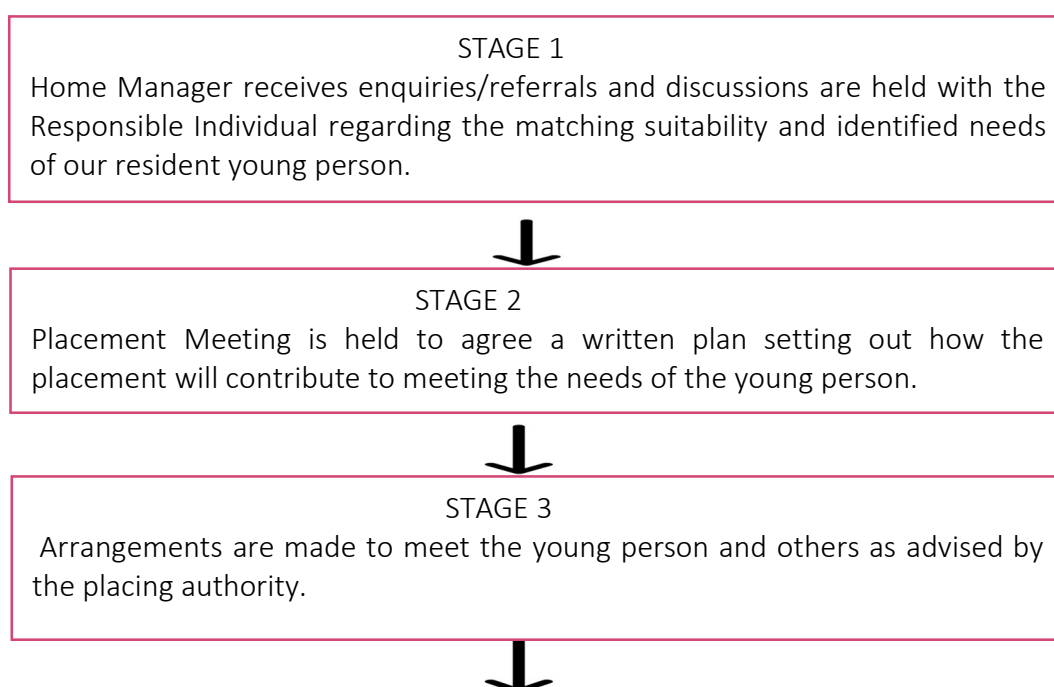 STAGE 1
Home Manager receives enquiries/referrals and discussions are held with the
Responsible Individual regarding the matching suitability and identified needs
of our resident young person.
STAGE 2
Placement Meeting is held to agree a written plan setting out how the
placement will contribute to meeting the needs of the young person.
STAGE 3
Arrangements are made to meet the young person and others as advised by
the placing authority.